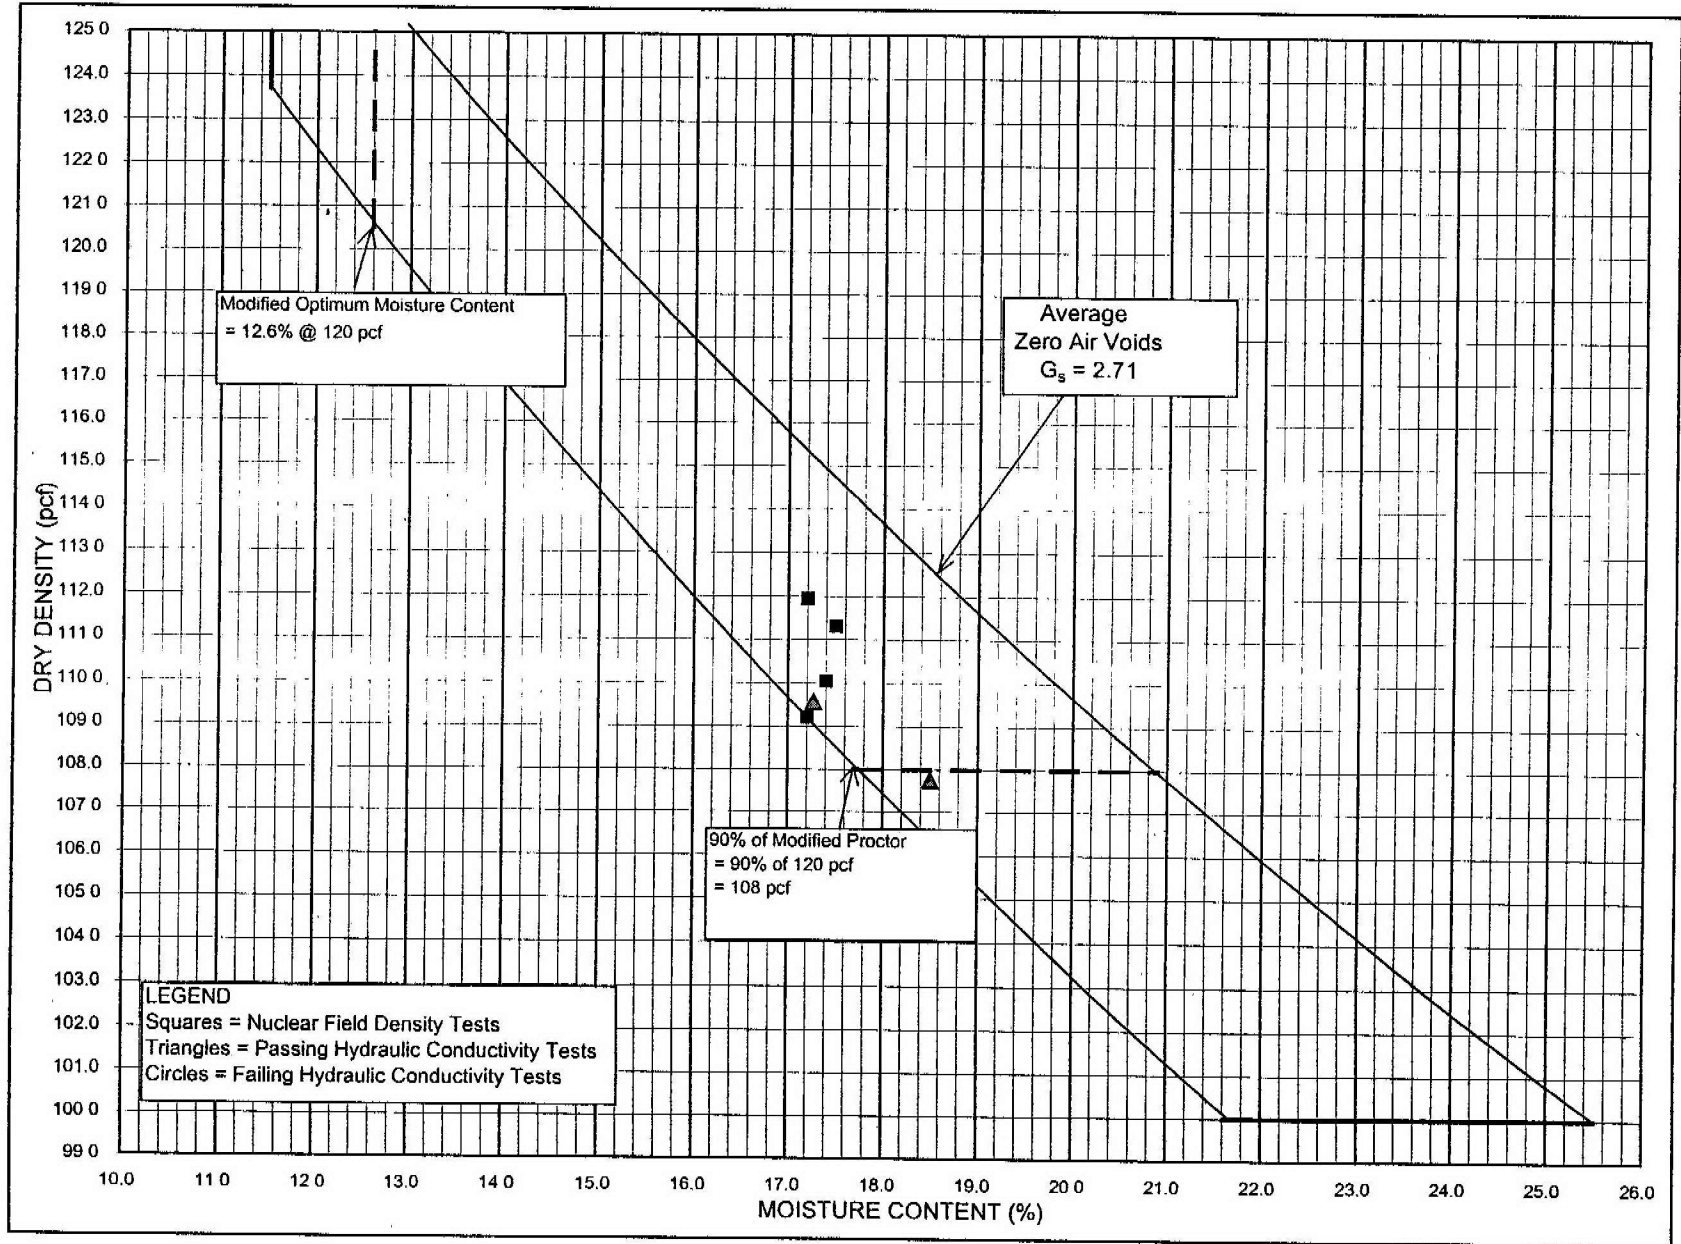 125 0
124.0
123.0
122.0
121.0
120.0
119 0
118.0
117.0
116.0
115.0
114 0
113 0
112.0
111 0
110 0
109 0
108.0
107.0
106.0
105.0
104 0
103.0
102.0
101.0
100 0
99 0
DRY DENSITY (pcf)
Modified Optimum Moisture Content
= 12.6% @ 120 pcf
Average
Zero Air Voids
Gₛ = 2.71
90% of Modified Proctor
= 90% of 120 pcf
= 108 pcf
LEGEND
Squares = Nuclear Field Density Tests
Triangles = Passing Hydraulic Conductivity Tests
Circles = Failing Hydraulic Conductivity Tests
10.0 11 0 12 0 13.0 14 0 15.0 16.0 17.0 18.0 19.0 20.0 21.0 22.0 23.0 24.0 25.0 26.0
MOISTURE CONTENT (%)